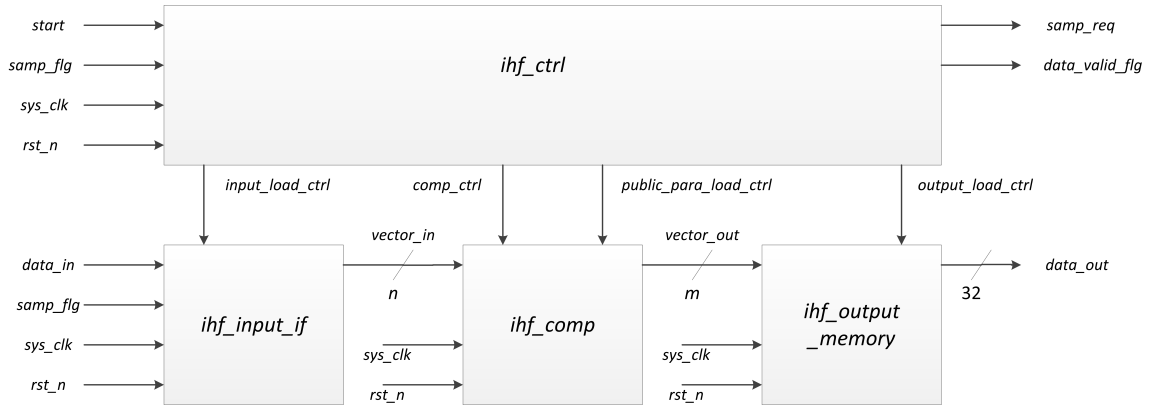 start
samp_req
samp_flg
ihf_ctrl
data_valid_flg
sys_clk
rst_n
input_load_ctrl
comp_ctrl
public_para_load_ctrl
output_load_ctrl
vector_in
vector_out
data_in
data_out
n
m
32
samp_flg
ihf_input_if
ihf_comp
ihf_output
_memory
sys_clk
sys_clk
sys_clk
rst_n
rst_n
rst_n